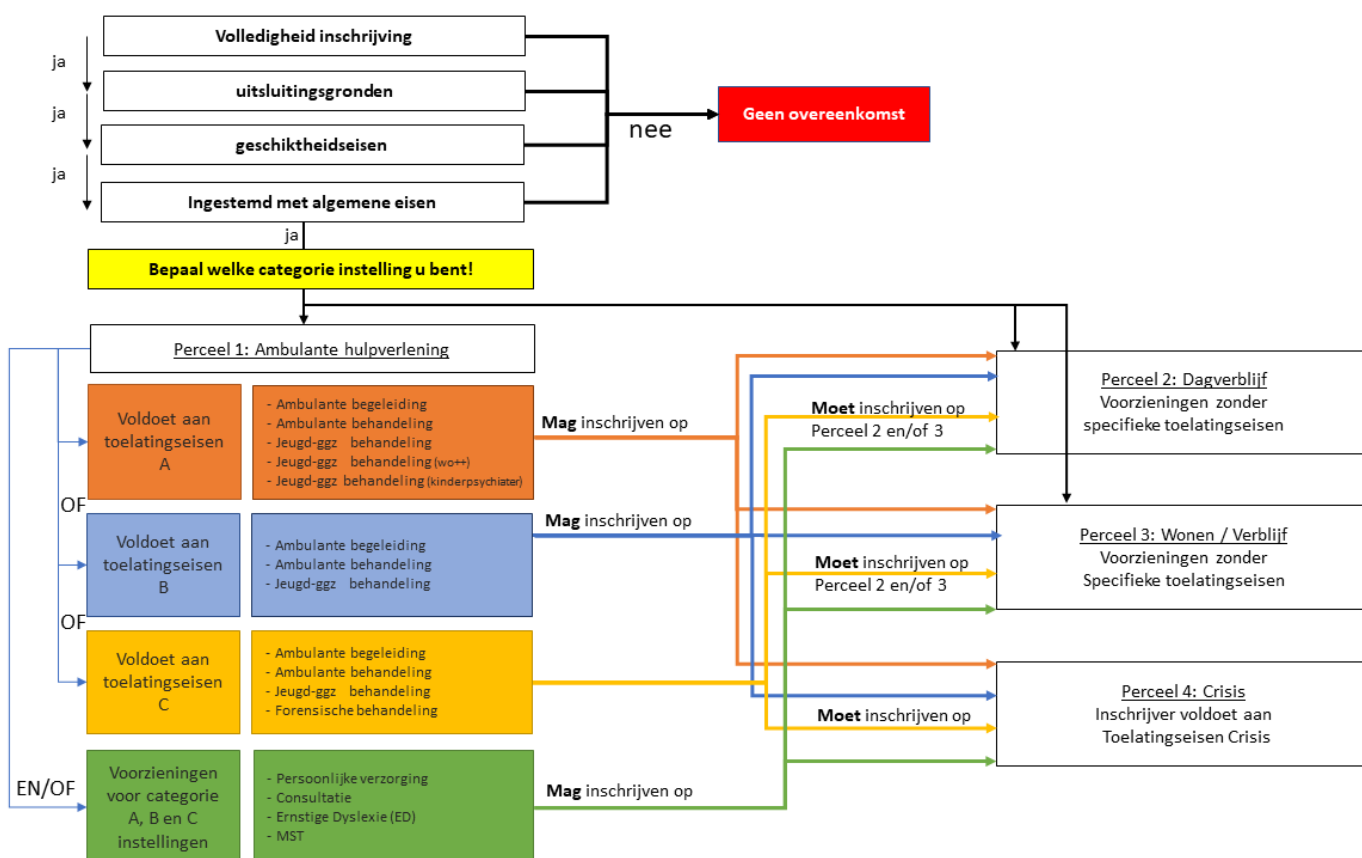 Volledigheid inschrijving
ja
uitsluitingsgronden
ja
geschiktheidseisen
ja
Ingestemd met algemene eisen
nee
Geen overeenkomst
ja
Bepaal welke categorie instelling u bent!
Perceel 1: Ambulante hulpverlening
Voldoet aan
toelatingseisen
A
- Ambulante begeleiding
- Ambulante behandeling
- Jeugd-ggz behandeling
- Jeugd-ggz behandeling (wo++)
- Jeugd-ggz behandeling (kinderpsychiater)
Mag inschrijven op
OF
Voldoet aan
toelatingseisen
B
- Ambulante begeleiding
- Ambulante behandeling
- Jeugd-ggz behandeling
Mag inschrijven op
OF
Voldoet aan
toelatingseisen
C
- Ambulante begeleiding
- Ambulante behandeling
- Jeugd-ggz behandeling
- Forensische behandeling
EN/OF
Voorzieningen
voor categorie
A, B en C
instellingen
- Persoonlijke verzorging
- Consultatie
- Ernstige Dyslexie (ED)
- MST
Mag inschrijven op
Moet inschrijven op
Perceel 2 en/of 3
Perceel 2: Dagverblijf
Voorzieningen zonder
specifieke toelatingseisen
Moet inschrijven op
Perceel 2 en/of 3
Perceel 3: Wonen / Verblijf
Voorzieningen zonder
Specifieke toelatingseisen
Moet inschrijven op
Perceel 4: Crisis
Inschrijver voldoet aan
Toelatingseisen Crisis